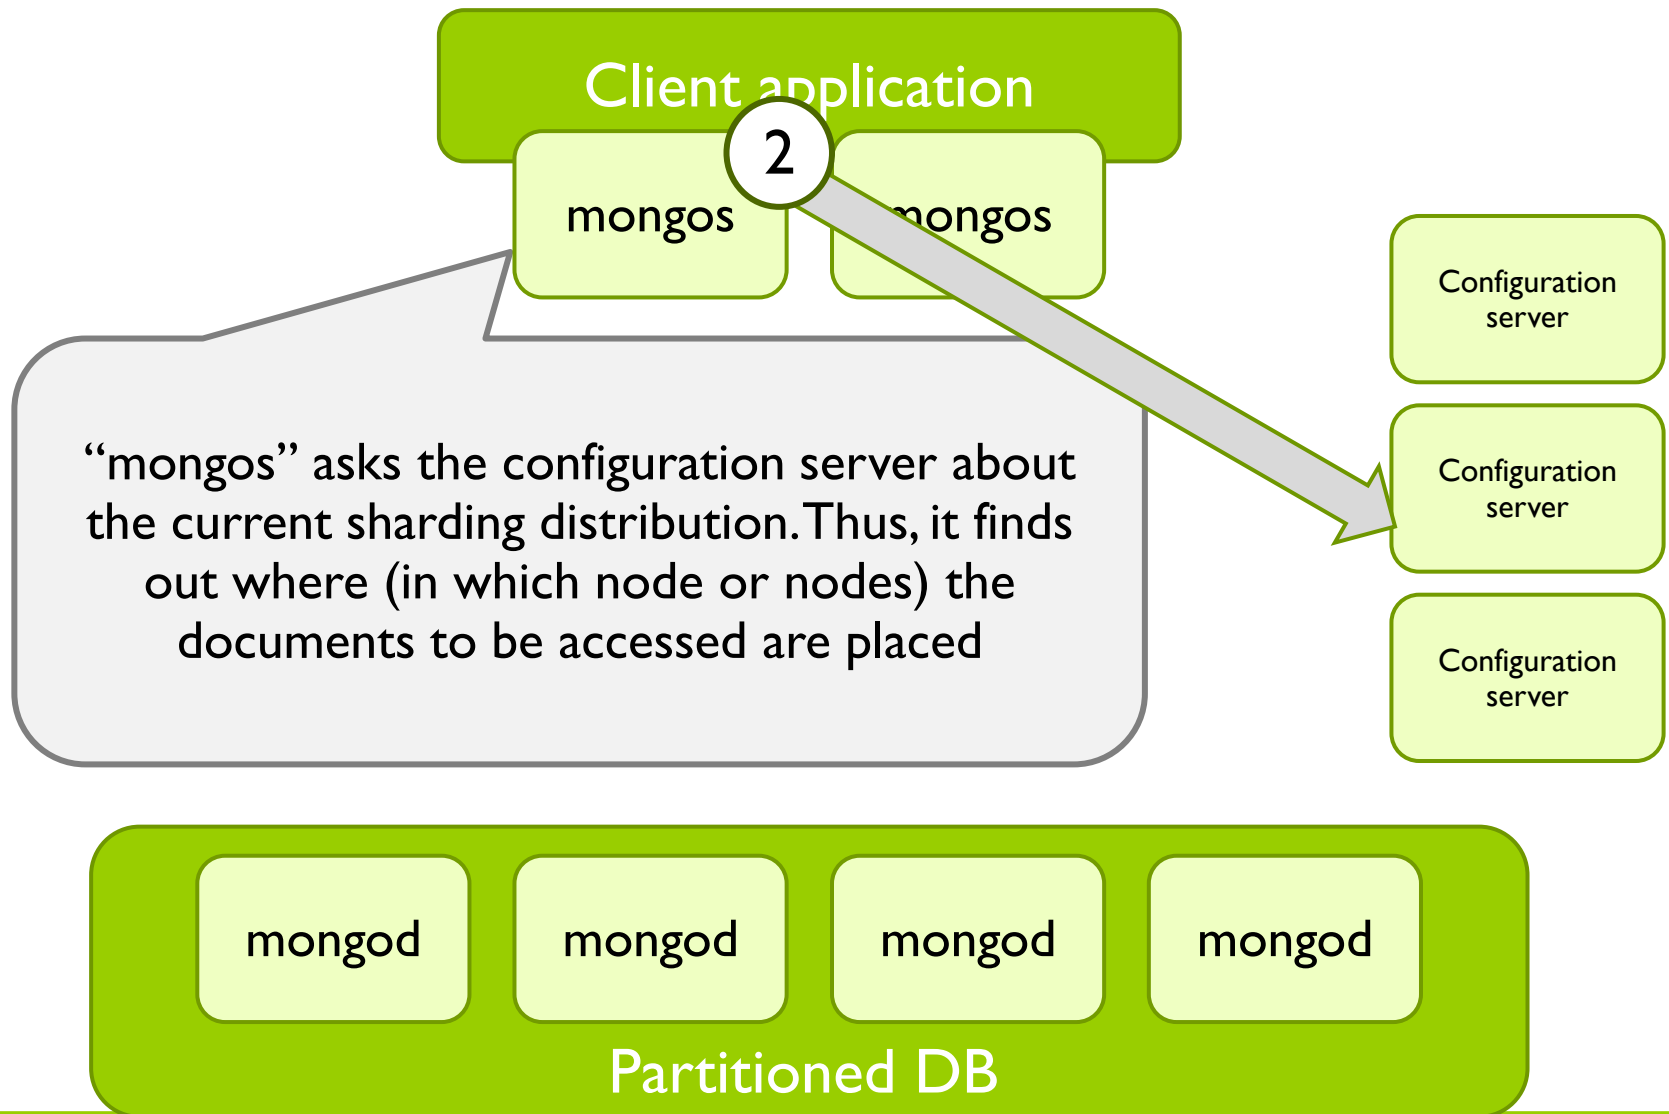 Client application
2
mongos
mongos
Configuration
server
“mongos” asks the configuration server about
the current sharding distribution. Thus, it finds
out where (in which node or nodes) the
documents to be accessed are placed
Configuration
server
Configuration
server
mongod
mongod
mongod
mongod
Partitioned DB